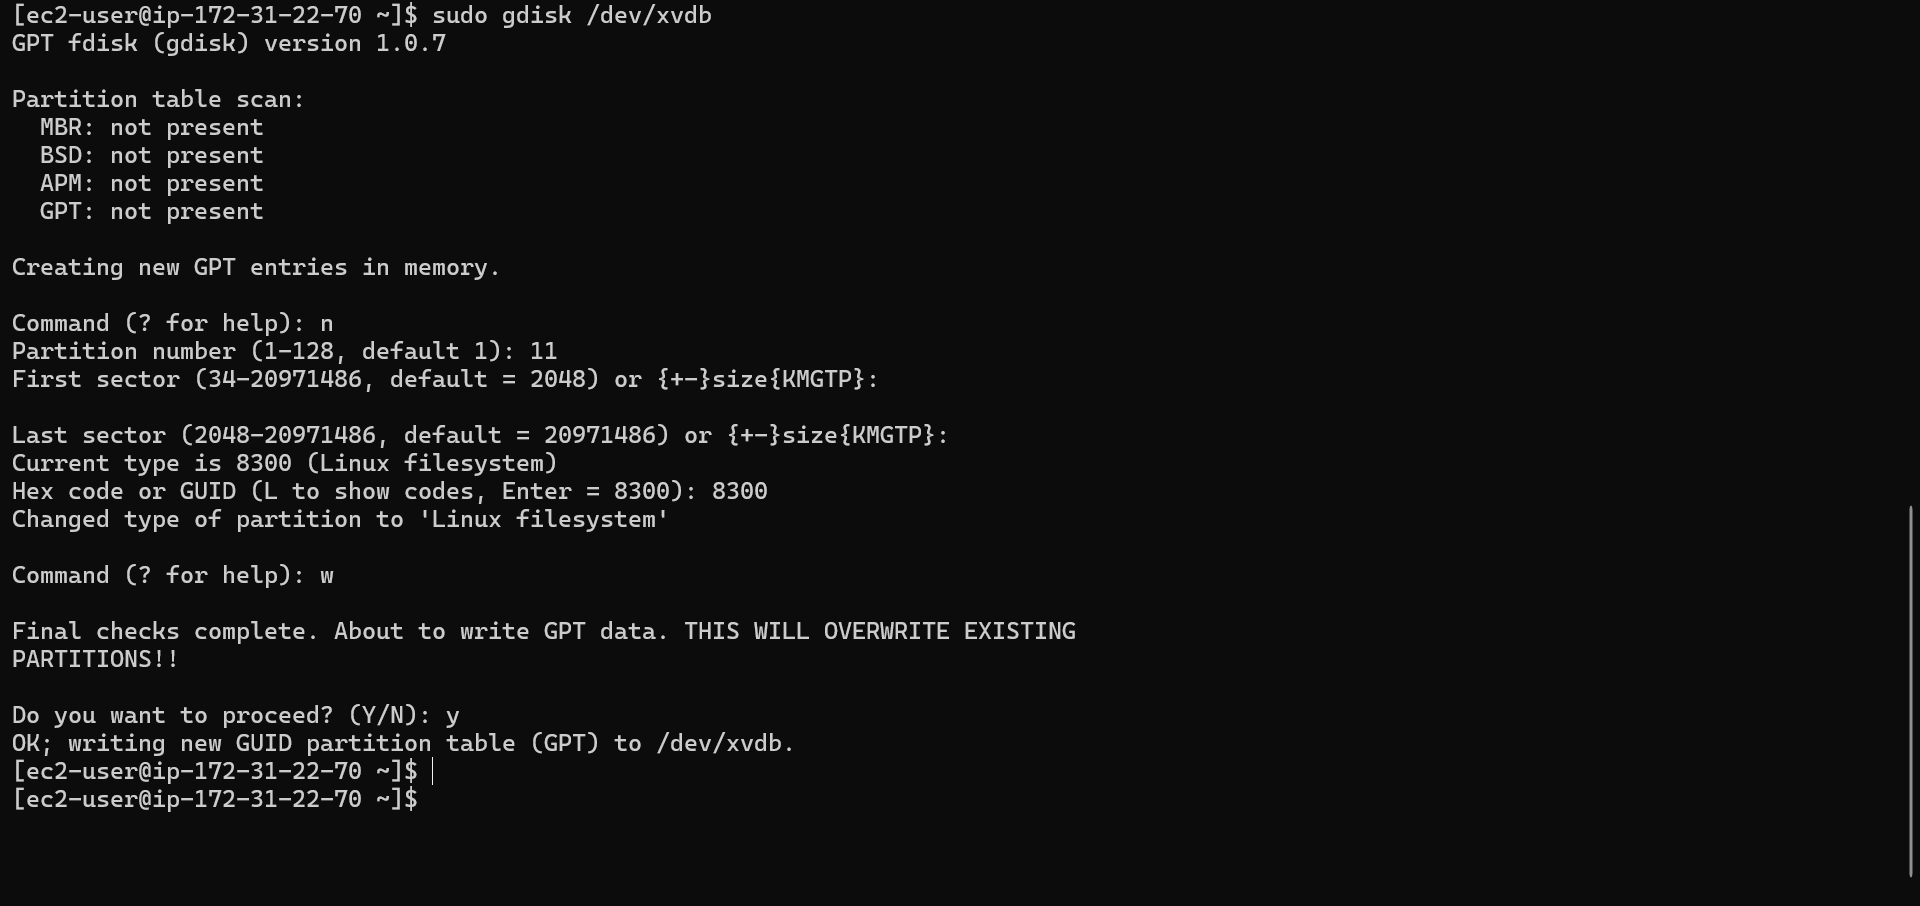 [ec2-user@ip-172-31-22-70 ~]$ sudo gdisk /dev/xvdb
GPT fdisk (gdisk) version 1.0.7
Partition table scan:
  MBR: not present
  BSD: not present
  APM: not present
  GPT: not present
Creating new GPT entries in memory.
Command (? for help): n
Partition number (1-128, default 1): 11
First sector (34-20971486, default = 2048) or {+-}size{KMGTP}:
Last sector (2048-20971486, default = 20971486) or {+-}size{KMGTP}:
Current type is 8300 (Linux filesystem)
Hex code or GUID (L to show codes, Enter = 8300): 8300
Changed type of partition to 'Linux filesystem'
Command (? for help): w
Final checks complete. About to write GPT data. THIS WILL OVERWRITE EXISTING
PARTITIONS!!
Do you want to proceed? (Y/N): y
OK; writing new GUID partition table (GPT) to /dev/xvdb.
[ec2-user@ip-172-31-22-70 ~]$
[ec2-user@ip-172-31-22-70 ~]$